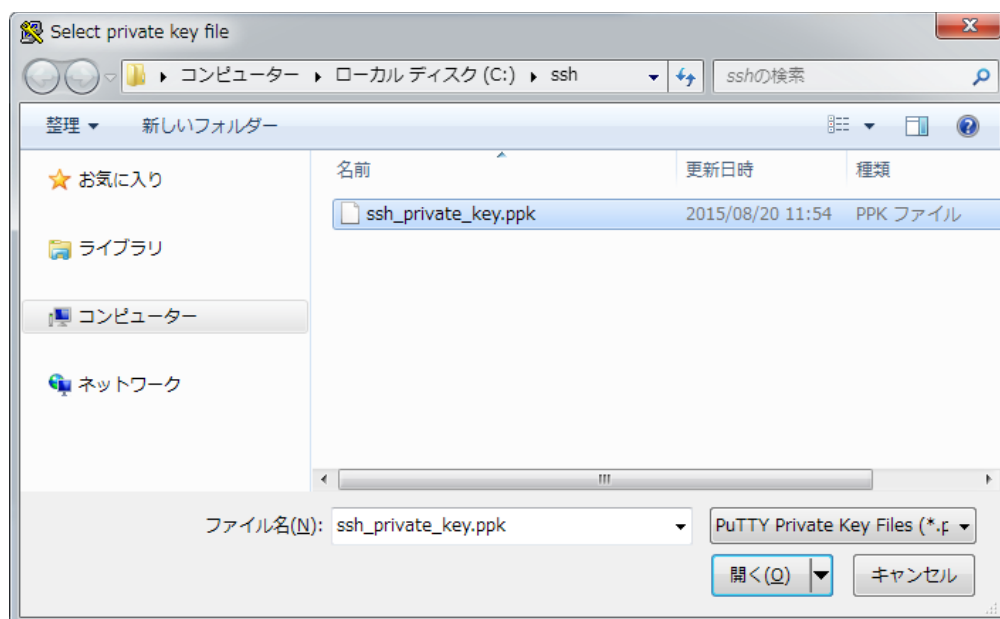 Select private key file
コンピューター ▸ ローカル ディスク (C:) ▸ ssh
sshの検索
整理 新しいフォルダー
お気に入り
ライブラリ
コンピューター
ネットワーク
名前 更新日時 種類
ssh_private_key.ppk 2015/08/20 11:54 PPK ファイル
ファイル名(N): ssh_private_key.ppk
PuTTY Private Key Files (*.p
開く(O) キャンセル